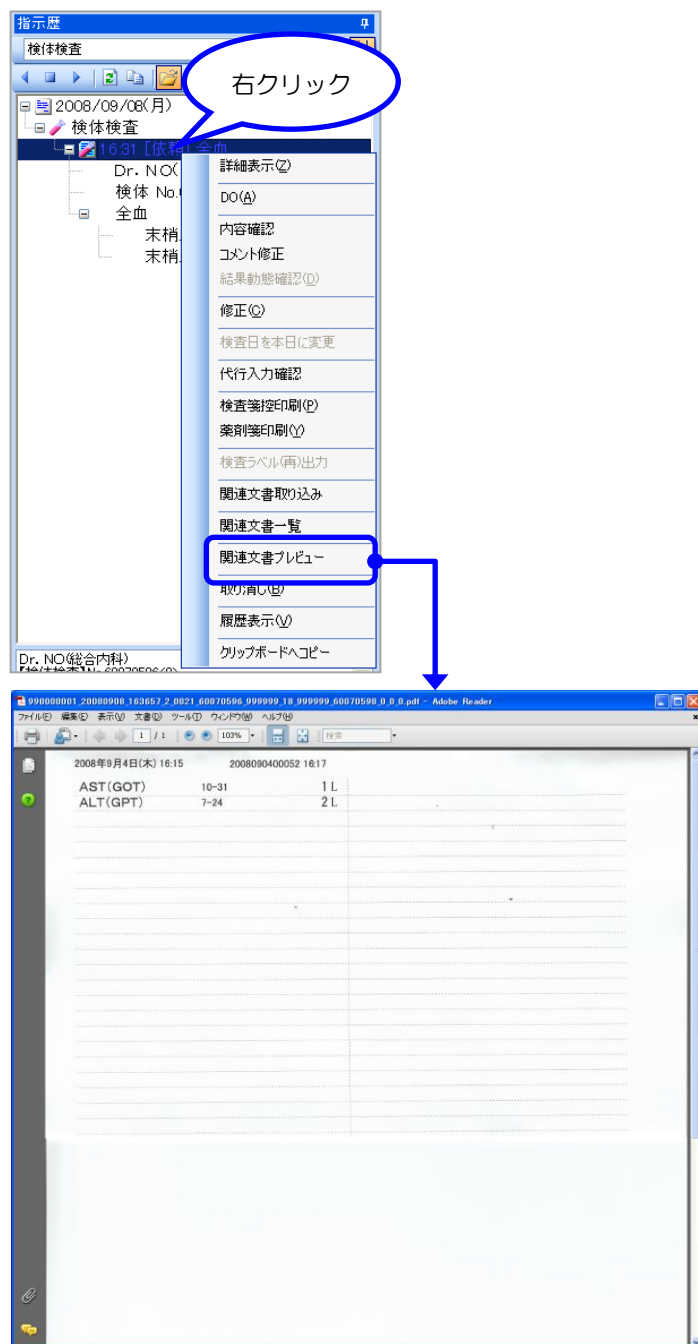 指示歴
検体検査
右クリック
2008/09/08(月)
検体検査
16:31 [依頼] 全血
Dr. NO(
検体 No.
全血
末梢
末梢
詳細表示(Z)
DO(A)
内容確認
コメント修正
結果動態確認(D)
修正(C)
検査日を本日に変更
代行入力確認
検査箋控印刷(P)
薬剤箋印刷(Y)
検査ラベル(再)出力
関連文書取り込み
関連文書一覧
関連文書プレビュー
取り消し(B)
履歴表示(V)
クリップボードへコピー
Dr. NO(総合内科)
990000001_20080908_163657_2_0021_60070596_999999_18_999999_60070598_0_0_0.pdf - Adobe Reader
ファイル(F) 編集(E) 表示(V) 文書(D) ツール(T) ウィンドウ(W) ヘルプ(H)
1 / 1 103% 検索
2008年9月4日(木) 16:15 2008090400052 16:17
AST(GOT) 10-31 1 L
ALT(GPT) 7-24 2 L